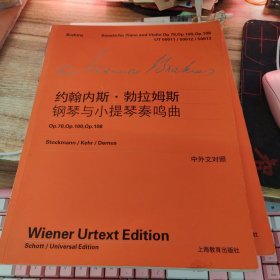 Brahms
Sonatas for Piano and Violin Op.78,Op.100,Op.108
UT 50011 / 50012 / 50013
Johannes Brahms
约翰内斯·勃拉姆斯
钢琴与小提琴奏鸣曲
Op.78,Op.100,Op.108
Stockmann / Kehr / Demus
中外文对照
Wiener Urtext Edition
Schott / Universal Edition
上海教育出版社